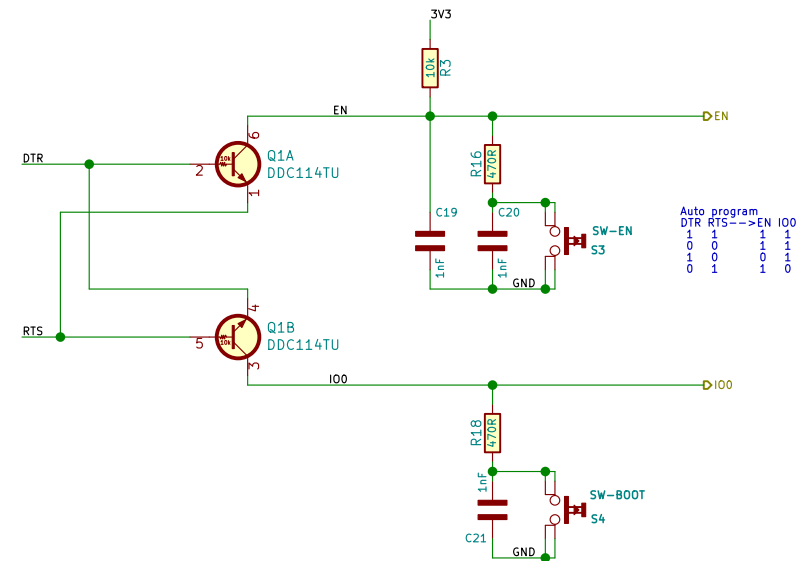 3V3
10k
R3
EN
EN
DTR
10k
6
2
1
Q1A
DDC114TU
R16
470R
C19
1nF
C20
1nF
SW-EN
S3
GND
Auto program
DTR RTS-->EN IO0
1 1 1 1
0 0 1 1
1 0 0 1
0 1 1 0
RTS
10k
4
5
3
Q1B
DDC114TU
IO0
IO0
R18
470R
1nF
C21
SW-BOOT
S4
GND